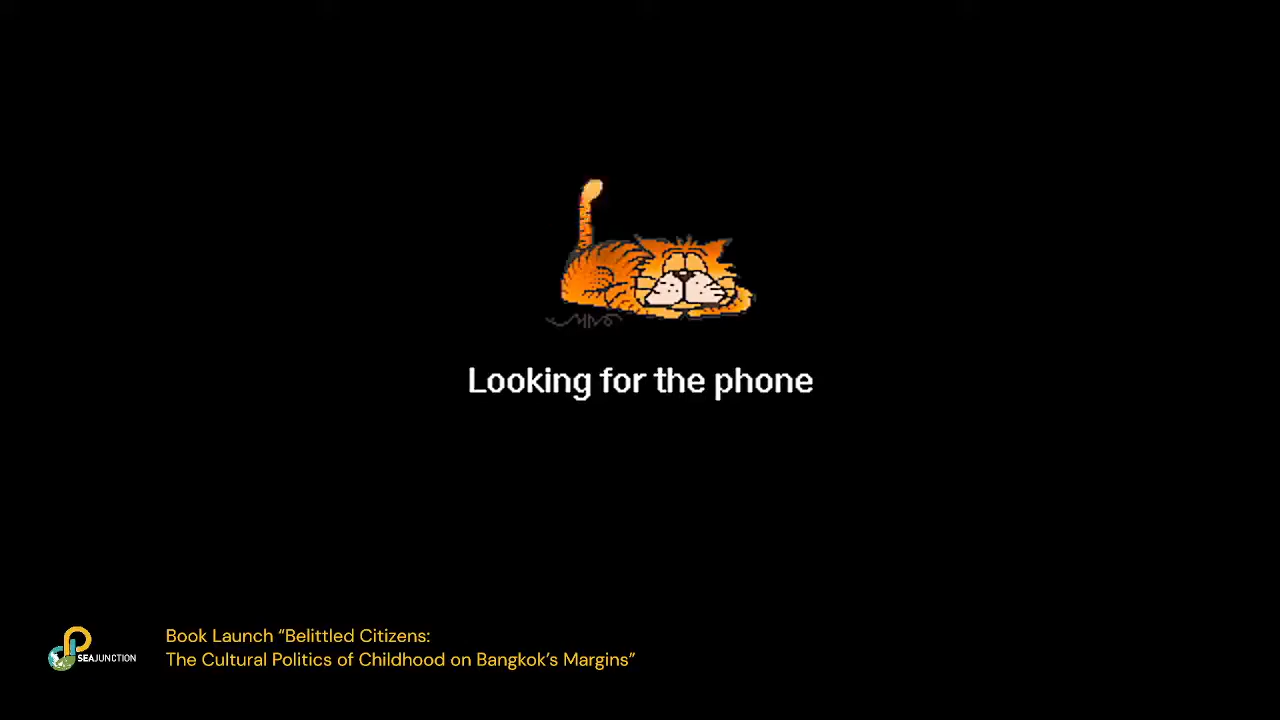 Looking for the phone
Book Launch “Belittled Citizens:
SEAJUNCTION
The Cultural Politics of Childhood on Bangkok’s Margins”